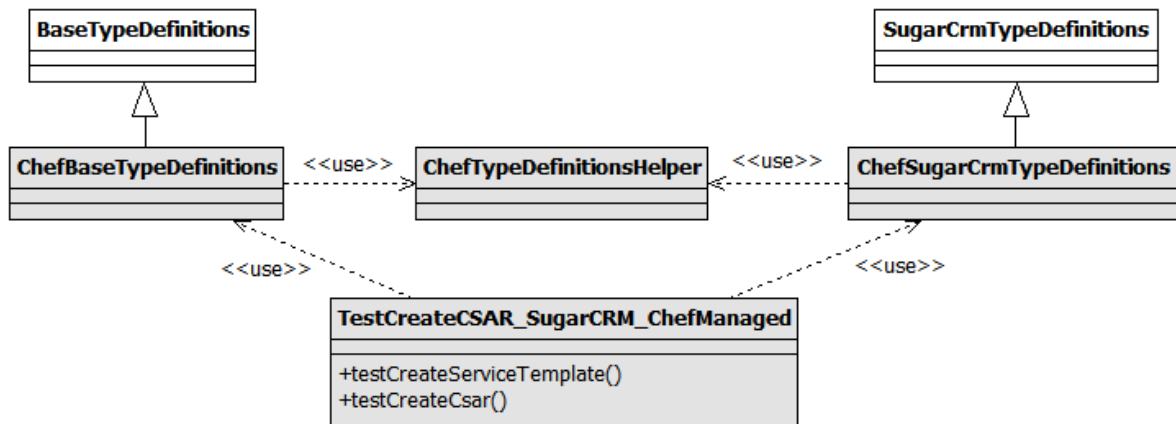 BaseTypeDefinitions
SugarCrmTypeDefinitions
ChefBaseTypeDefinitions
<<use>>
ChefTypeDefinitionsHelper
<<use>>
ChefSugarCrmTypeDefinitions
<<use>>
<<use>>
TestCreateCSAR_SugarCRM_ChefManaged
+testCreateServiceTemplate()
+testCreateCsar()